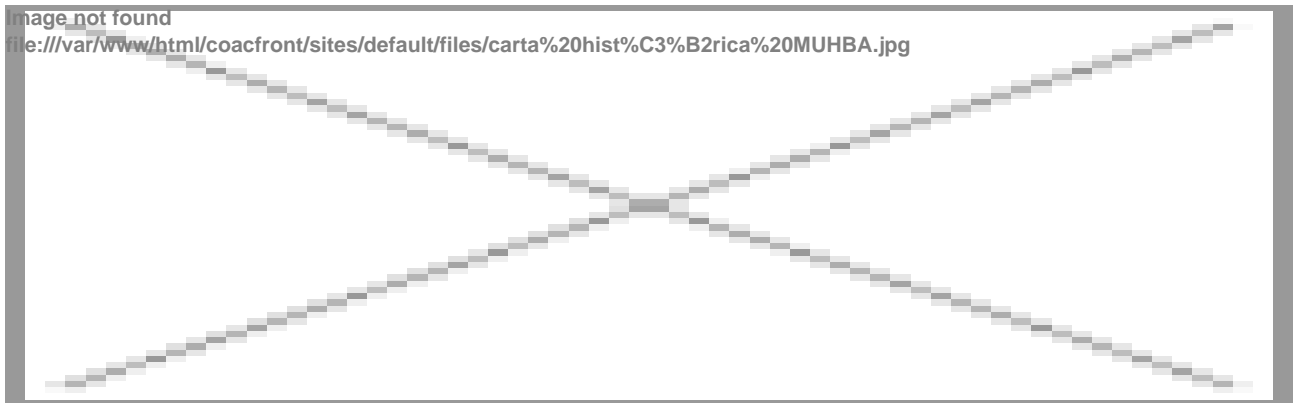 Image not found
file:///var/www/html/coacfront/sites/default/files/carta%20hist%C3%B2rica%20MUHBA.jpg